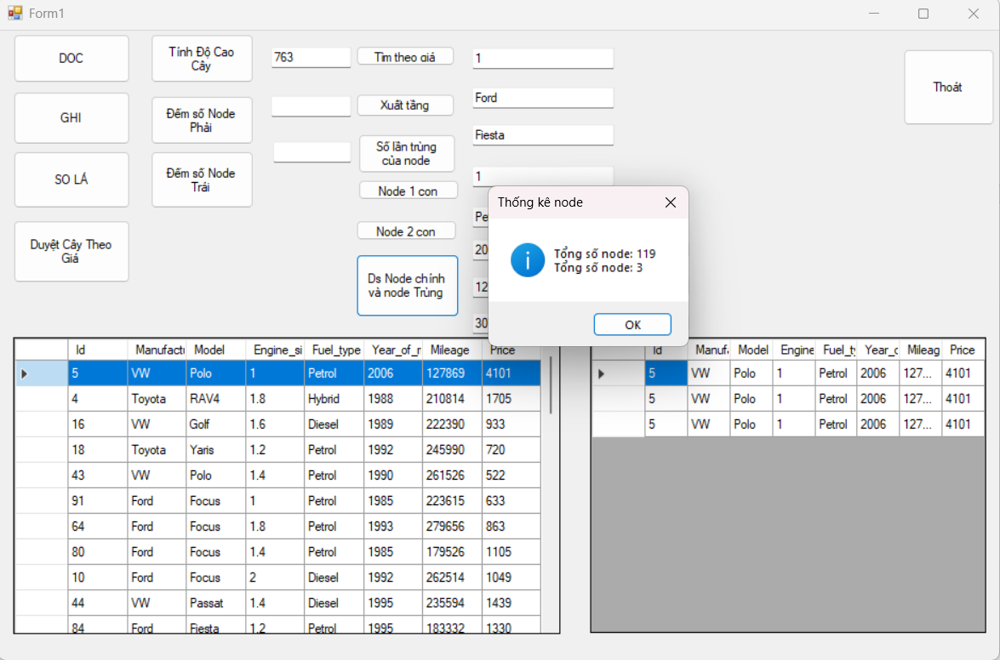 Form1
DOC
Tính Độ Cao
Cây
763
Tìm theo giá
1
Thoát
GHI
Đếm số Node
Phải
Xuất tầng
Ford
SO LÁ
Đếm số Node
Trái
Số lần trùng
của node
Fiesta
Node 1 con
1
Duyệt Cây Theo
Giá
Node 2 con
Pe
20
Ds Node chính
và node Trùng
12
30
Thống kê node
Tổng số node: 119
Tổng số node: 3
OK
Id Manufactu Model Engine_si Fuel_type Year_of_r Mileage Price
5 VW Polo 1 Petrol 2006 127869 4101
4 Toyota RAV4 1.8 Hybrid 1988 210814 1705
16 VW Golf 1.6 Diesel 1989 222390 933
18 Toyota Yaris 1.2 Petrol 1992 245990 720
43 VW Polo 1.4 Petrol 1990 261526 522
91 Ford Focus 1 Petrol 1985 223615 633
64 Ford Focus 1.8 Petrol 1993 279656 863
80 Ford Focus 1.4 Petrol 1985 179526 1105
10 Ford Focus 2 Diesel 1992 262514 1049
44 VW Passat 1.4 Diesel 1995 235594 1439
84 Ford Fiesta 1.2 Petrol 1995 183332 1330
Id Manufa Model Engine Fuel_ty Year_o Mileag Price
5 VW Polo 1 Petrol 2006 127... 4101
5 VW Polo 1 Petrol 2006 127... 4101
5 VW Polo 1 Petrol 2006 127... 4101